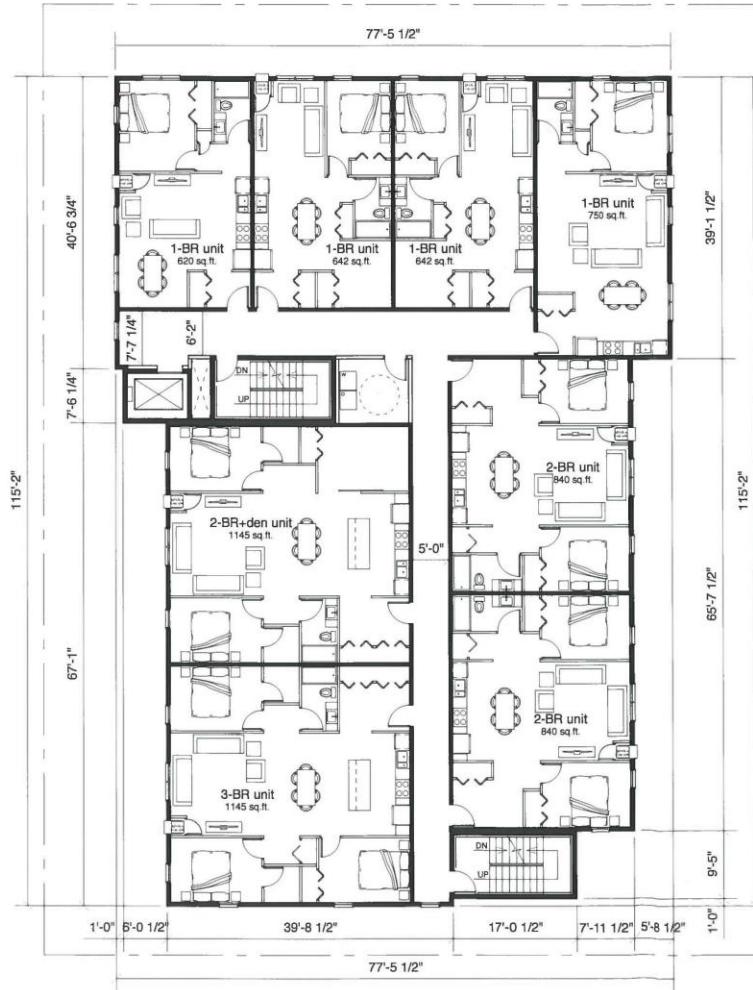 77'-5 1/2"
1-BR unit
620 sq.ft.
1-BR unit
642 sq.ft.
1-BR unit
642 sq.ft.
1-BR unit
750 sq.ft.
40'-6 3/4"
39'-1 1/2"
7'-7 1/4"
6'-2"
7'-6 1/4"
DN
UP
W
D
115'-2"
115'-2"
2-BR unit
840 sq.ft.
2-BR+den unit
1145 sq.ft.
5'-0"
65'-7 1/2"
67'-1"
2-BR unit
840 sq.ft.
3-BR unit
1145 sq.ft.
DN
UP
9'-5"
1'-0"
1'-0"
6'-0 1/2"
39'-8 1/2"
17'-0 1/2"
7'-11 1/2"
5'-8 1/2"
77'-5 1/2"